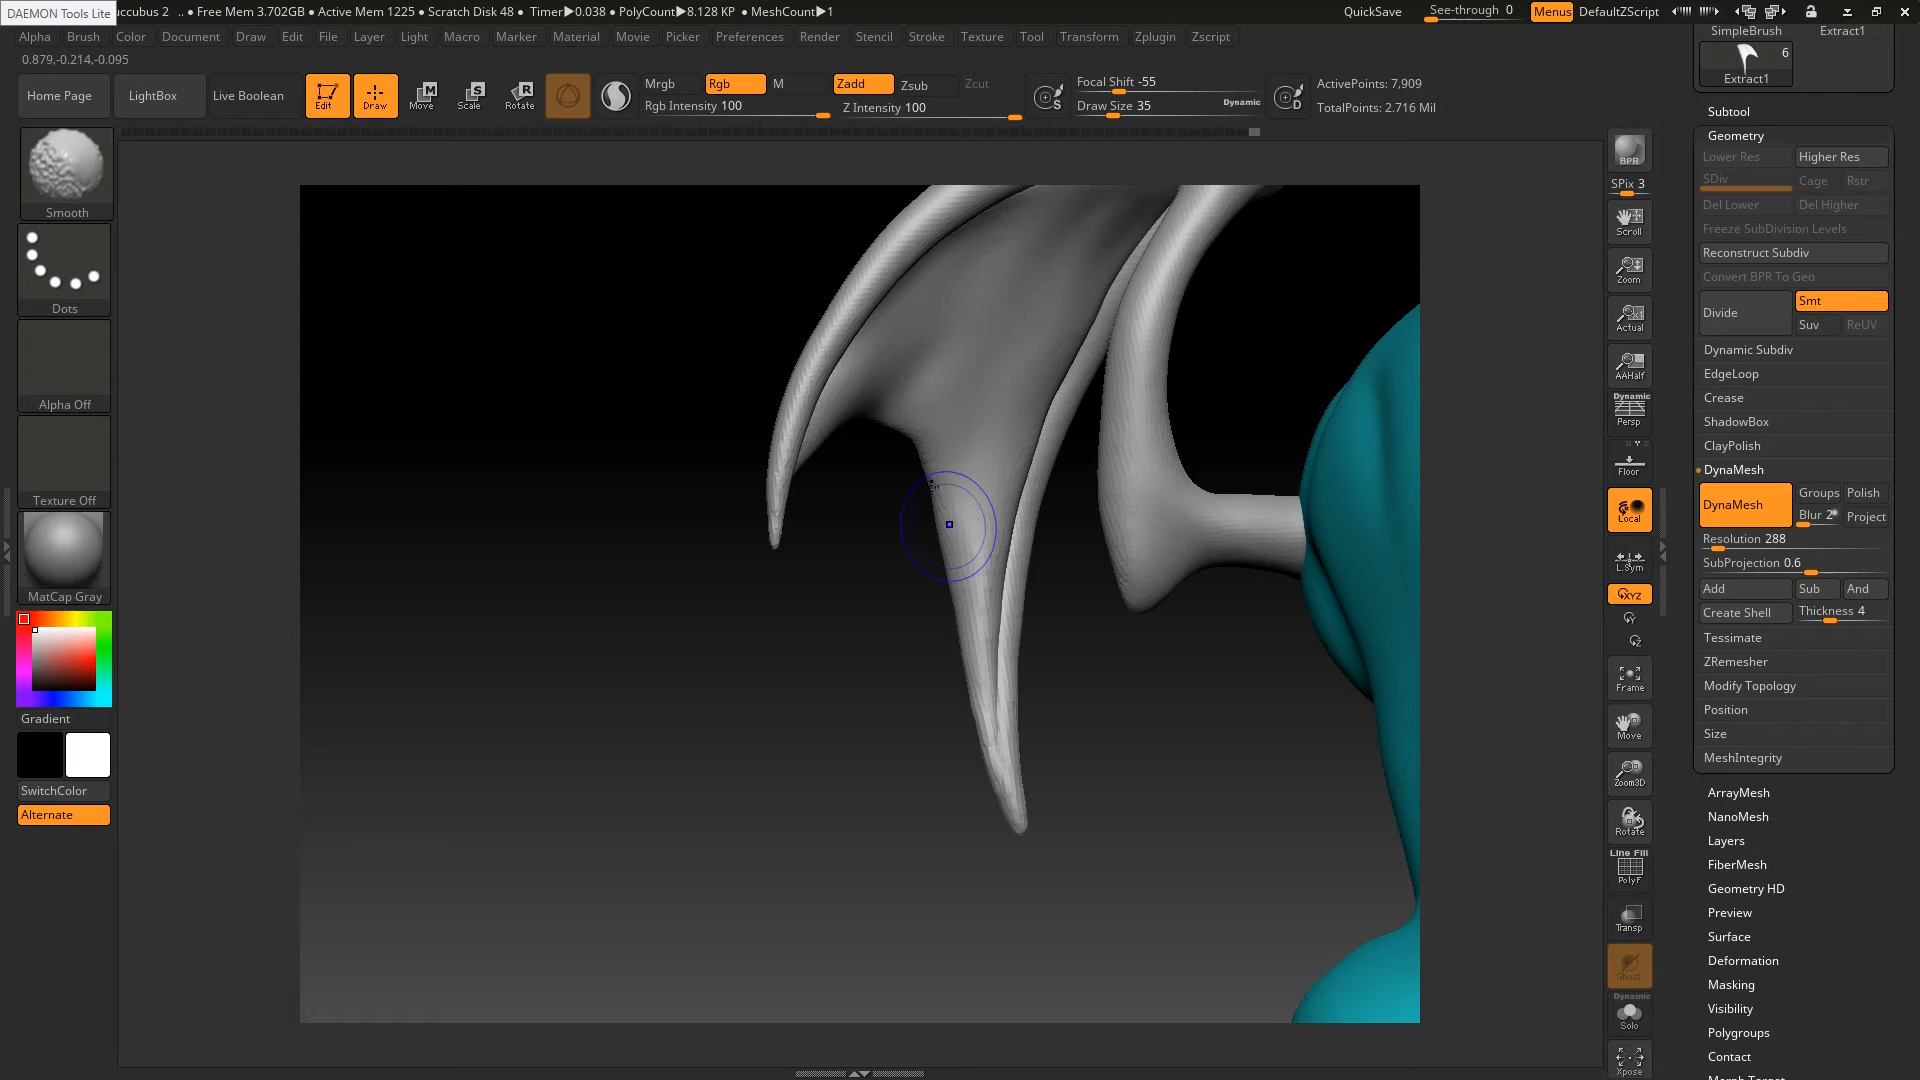 DAEMON Tools Lite
uccubus 2 .. ● Free Mem 3.702GB ● Active Mem 1225 ● Scratch Disk 48 ● Timer▶0.038 ● PolyCount▶8.128 KP ● MeshCount▶1
QuickSave See-through 0 Menus DefaultZScript
Alpha Brush Color Document Draw Edit File Layer Light Macro Marker Material Movie Picker Preferences Render Stencil Stroke Texture Tool Transform Zplugin Zscript
0.879,-0.214,-0.095
Home Page
LightBox
Live Boolean
Edit
Draw
Move
Scale
Rotate
Mrgb Rgb M
Rgb Intensity 100
Zadd Zsub Zcut
Z Intensity 100
Focal Shift -55
Draw Size 35
Dynamic
ActivePoints: 7,909
TotalPoints: 2.716 Mil
Smooth
Dots
Alpha Off
Texture Off
MatCap Gray
Gradient
SwitchColor
Alternate
BPR
SPix 3
Scroll
Zoom
Actual
AAHalf
Dynamic
Persp
Floor
Local
L.Sym
XYZ
Y
Z
Frame
Move
Zoom3D
Rotate
Line Fill
PolyF
Transp
Ghost
Dynamic
Solo
Xpose
SimpleBrush Extract1
6
Extract1
Subtool
Geometry
Lower Res Higher Res
SDiv Cage Rstr
Del Lower Del Higher
Freeze SubDivision Levels
Reconstruct Subdiv
Convert BPR To Geo
Divide Smt
Suv ReUV
Dynamic Subdiv
EdgeLoop
Crease
ShadowBox
ClayPolish
DynaMesh
DynaMesh Groups Polish
Blur 2 Project
Resolution 288
SubProjection 0.6
Add Sub And
Create Shell Thickness 4
Tessimate
ZRemesher
Modify Topology
Position
Size
MeshIntegrity
ArrayMesh
NanoMesh
Layers
FiberMesh
Geometry HD
Preview
Surface
Deformation
Masking
Visibility
Polygroups
Contact
Morph Target